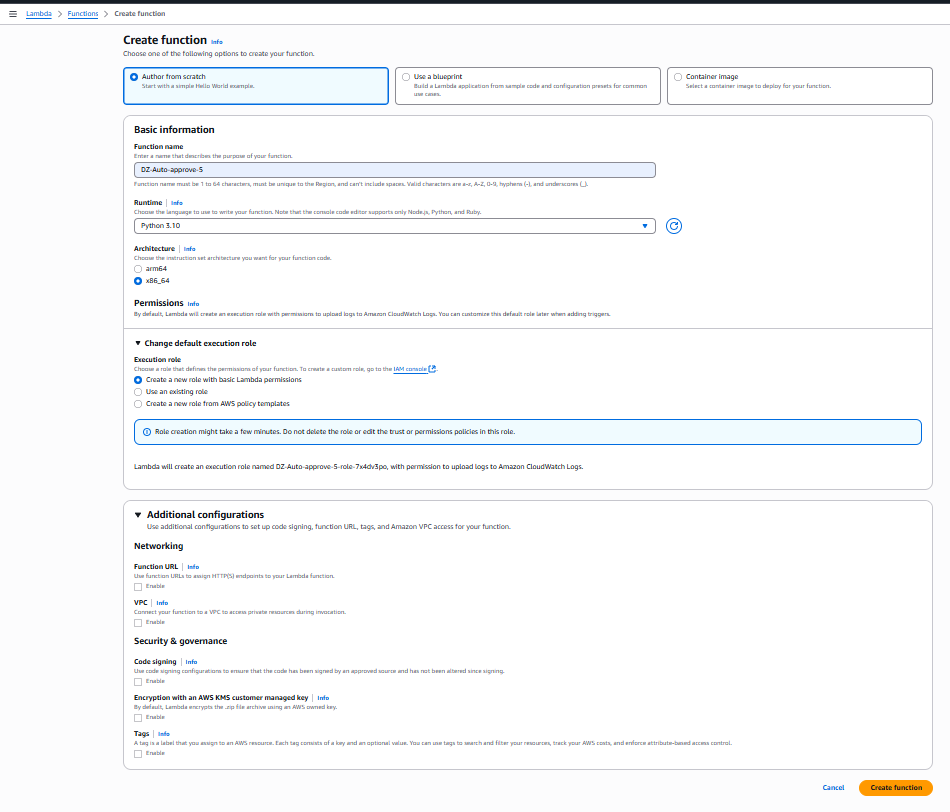 Lambda > Functions > Create function
Create function Info
Choose one of the following options to create your function.
Author from scratch
Start with a simple Hello World example.
Use a blueprint
Build a Lambda application from sample code and configuration presets for common
use cases.
Container image
Select a container image to deploy for your function.
Basic information
Function name
Enter a name that describes the purpose of your function.
DZ-Auto-approve-5
Function name must be 1 to 64 characters, must be unique to the Region, and can't include spaces. Valid characters are a-z, A-Z, 0-9, hyphens (-), and underscores (_).
Runtime | Info
Choose the language to use to write your function. Note that the console code editor supports only Node.js, Python, and Ruby.
Python 3.10
Architecture | Info
Choose the instruction set architecture you want for your function code.
arm64
x86_64
Permissions Info
By default, Lambda will create an execution role with permissions to upload logs to Amazon CloudWatch Logs. You can customize this default role later when adding triggers.
Change default execution role
Execution role
Choose a role that defines the permissions of your function. To create a custom role, go to the IAM console.
Create a new role with basic Lambda permissions
Use an existing role
Create a new role from AWS policy templates
Role creation might take a few minutes. Do not delete the role or edit the trust or permissions policies in this role.
Lambda will create an execution role named DZ-Auto-approve-5-role-7x4dv3po, with permission to upload logs to Amazon CloudWatch Logs.
Additional configurations
Use additional configurations to set up code signing, function URL, tags, and Amazon VPC access for your function.
Networking
Function URL | Info
Use function URLs to assign HTTP(S) endpoints to your Lambda function.
Enable
VPC | Info
Connect your function to a VPC to access private resources during invocation.
Enable
Security & governance
Code signing | Info
Use code signing configurations to ensure that the code has been signed by an approved source and has not been altered since signing.
Enable
Encryption with an AWS KMS customer managed key | Info
By default, Lambda encrypts the .zip file archive using an AWS owned key.
Enable
Tags | Info
A tag is a label that you assign to an AWS resource. Each tag consists of a key and an optional value. You can use tags to search and filter your resources, track your AWS costs, and enforce attribute-based access control.
Enable
Cancel
Create function